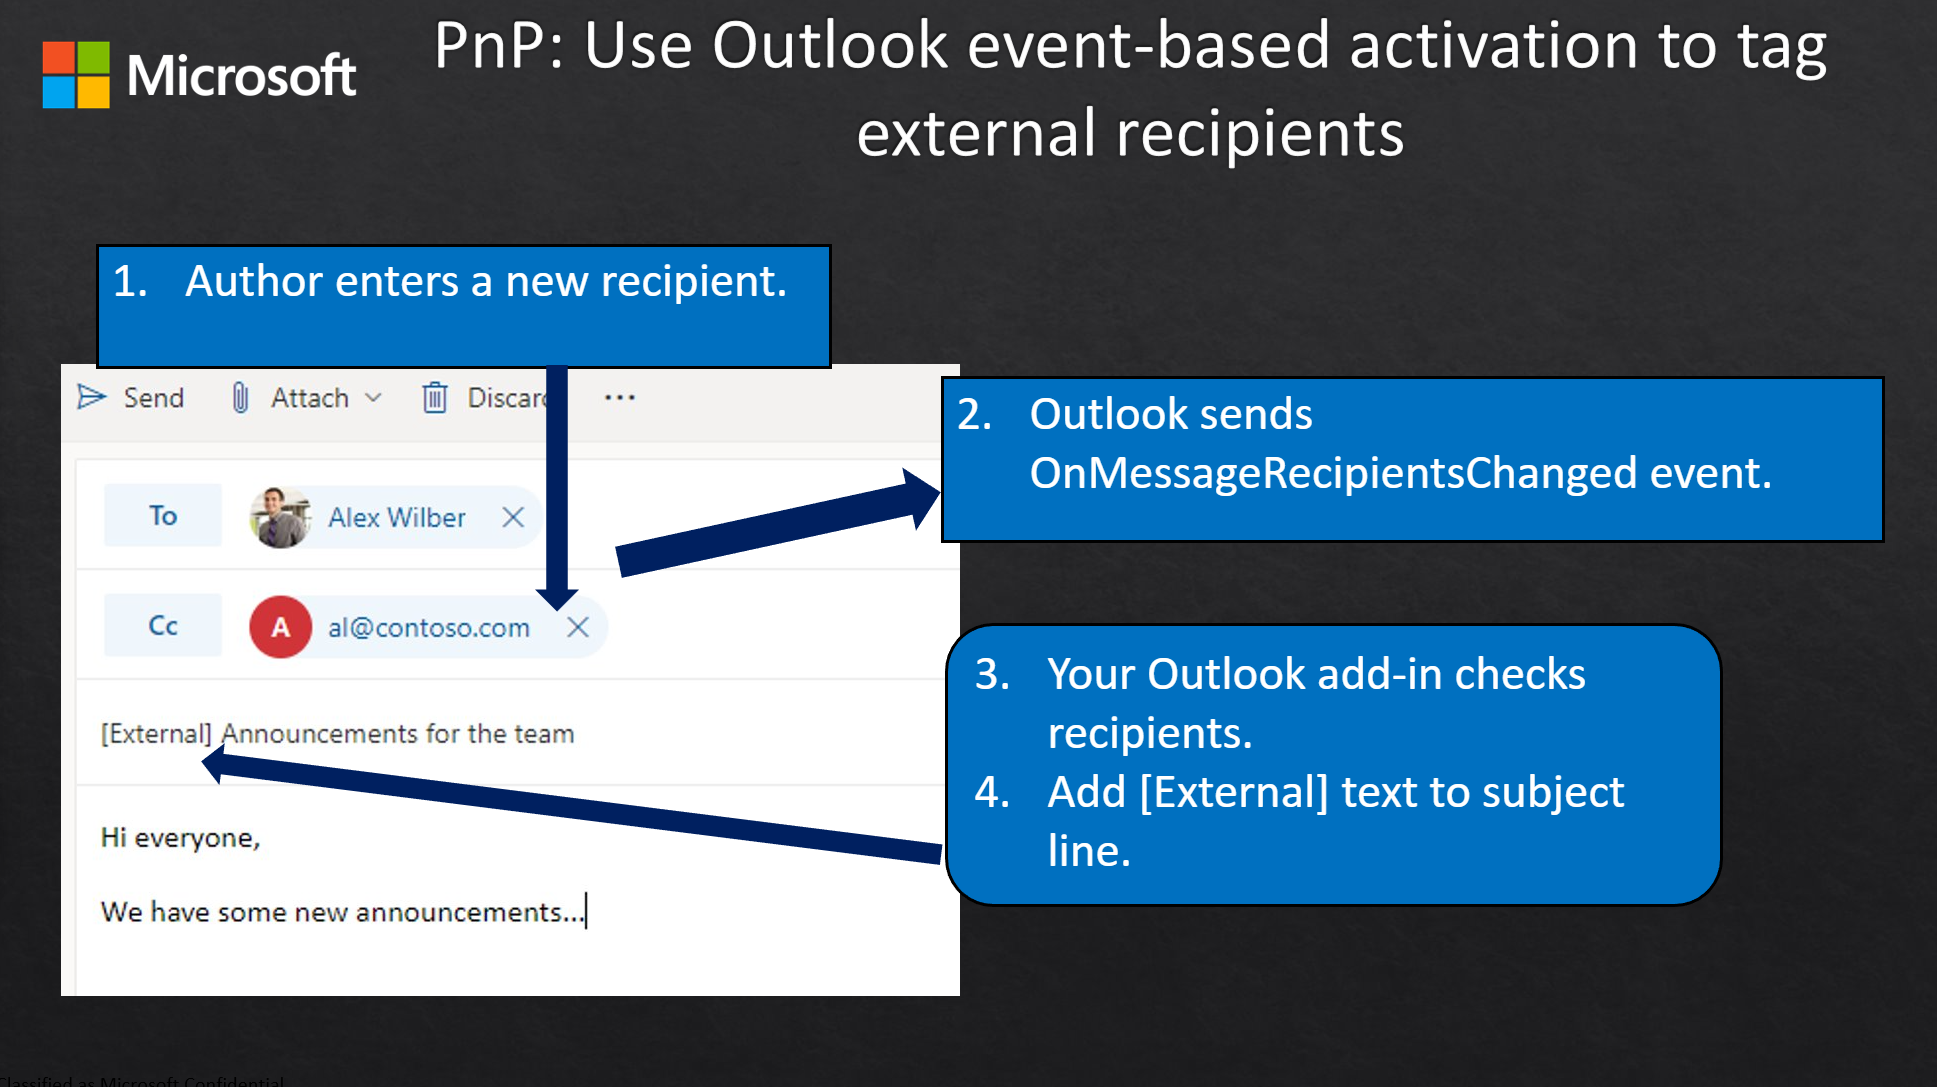 Microsoft
PnP: Use Outlook event-based activation to tag
external recipients
1. Author enters a new recipient.
Send Attach Discard ...
2. Outlook sends
OnMessageRecipientsChanged event.
To Alex Wilber
Cc A al@contoso.com
3. Your Outlook add-in checks
recipients.
4. Add [External] text to subject
line.
[External] Announcements for the team
Hi everyone,
We have some new announcements...
Classified as Microsoft Confidential